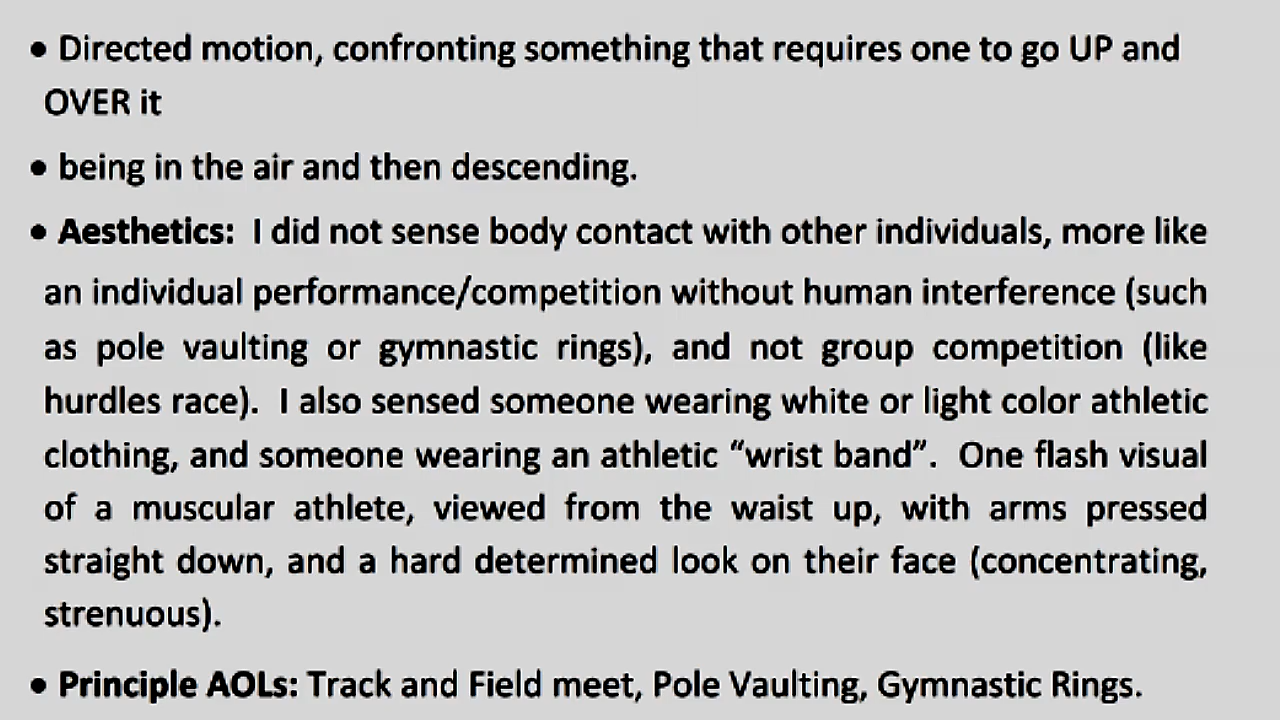 • Directed motion, confronting something that requires one to go UP and
OVER it
• being in the air and then descending.
• Aesthetics: I did not sense body contact with other individuals, more like
an individual performance/competition without human interference (such
as pole vaulting or gymnastic rings), and not group competition (like
hurdles race). I also sensed someone wearing white or light color athletic
clothing, and someone wearing an athletic “wrist band”. One flash visual
of a muscular athlete, viewed from the waist up, with arms pressed
straight down, and a hard determined look on their face (concentrating,
strenuous).
• Principle AOLs: Track and Field meet, Pole Vaulting, Gymnastic Rings.